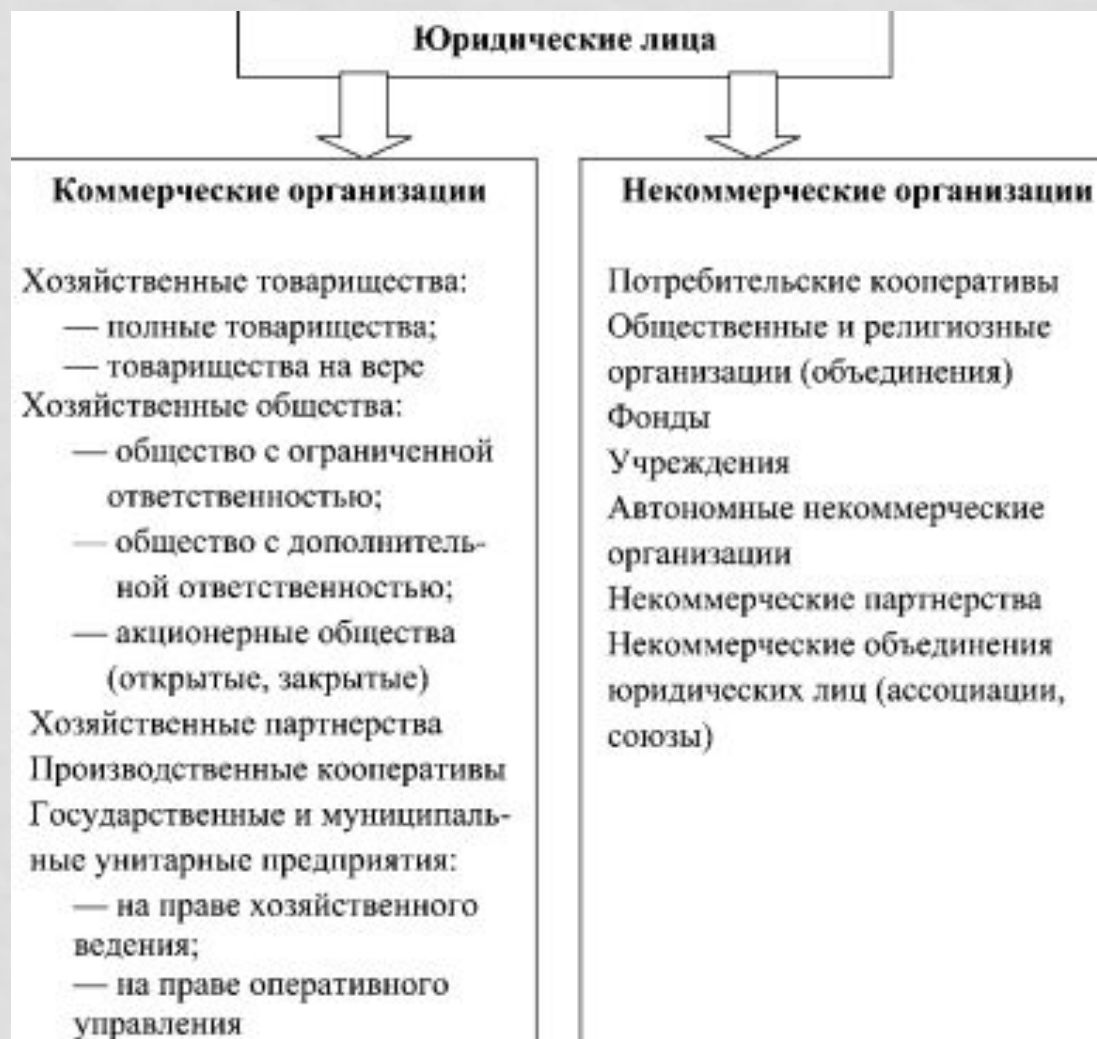 Юридические лица
Коммерческие организации
Хозяйственные товарищества:
— полные товарищества;
— товарищества на вере
Хозяйственные общества:
— общество с ограниченной
ответственностью;
— общество с дополнитель-
ной ответственностью;
— акционерные общества
(открытые, закрытые)
Хозяйственные партнерства
Производственные кооперативы
Государственные и муниципаль-
ные унитарные предприятия:
— на праве хозяйственного
ведения;
— на праве оперативного
управления
Некоммерческие организации
Потребительские кооперативы
Общественные и религиозные
организации (объединения)
Фонды
Учреждения
Автономные некоммерческие
организации
Некоммерческие партнерства
Некоммерческие объединения
юридических лиц (ассоциации,
союзы)